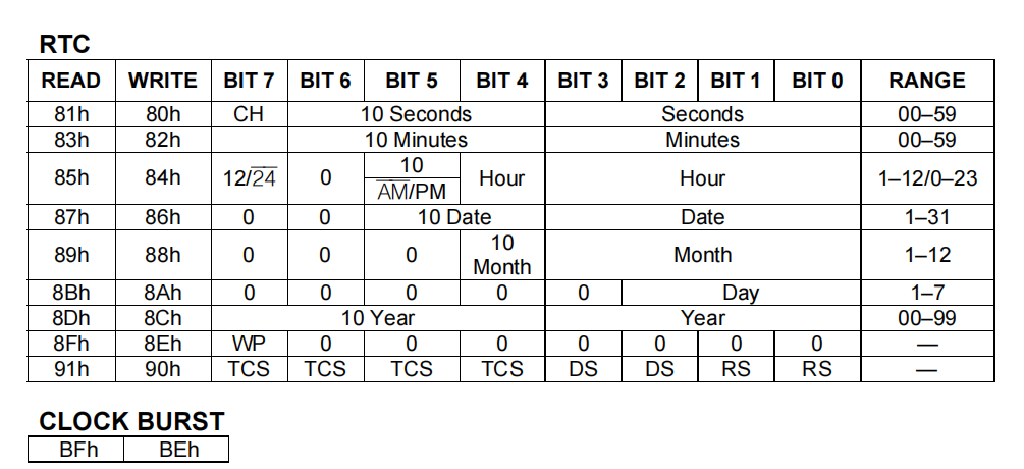 RTC
READ WRITE BIT 7 BIT 6 BIT 5 BIT 4 BIT 3 BIT 2 BIT 1 BIT 0 RANGE
81h 80h CH 10 Seconds Seconds 00–59
83h 82h 10 Minutes Minutes 00–59
85h 84h 12/2̅4̅ 0 10 Hour Hour 1–12/0–23
A̅M̅/PM
87h 86h 0 0 10 Date Date 1–31
89h 88h 0 0 0 10 Month 1–12
Month
8Bh 8Ah 0 0 0 0 0 Day 1–7
8Dh 8Ch 10 Year Year 00–99
8Fh 8Eh WP 0 0 0 0 0 0 0 —
91h 90h TCS TCS TCS TCS DS DS RS RS —
CLOCK BURST
BFh BEh